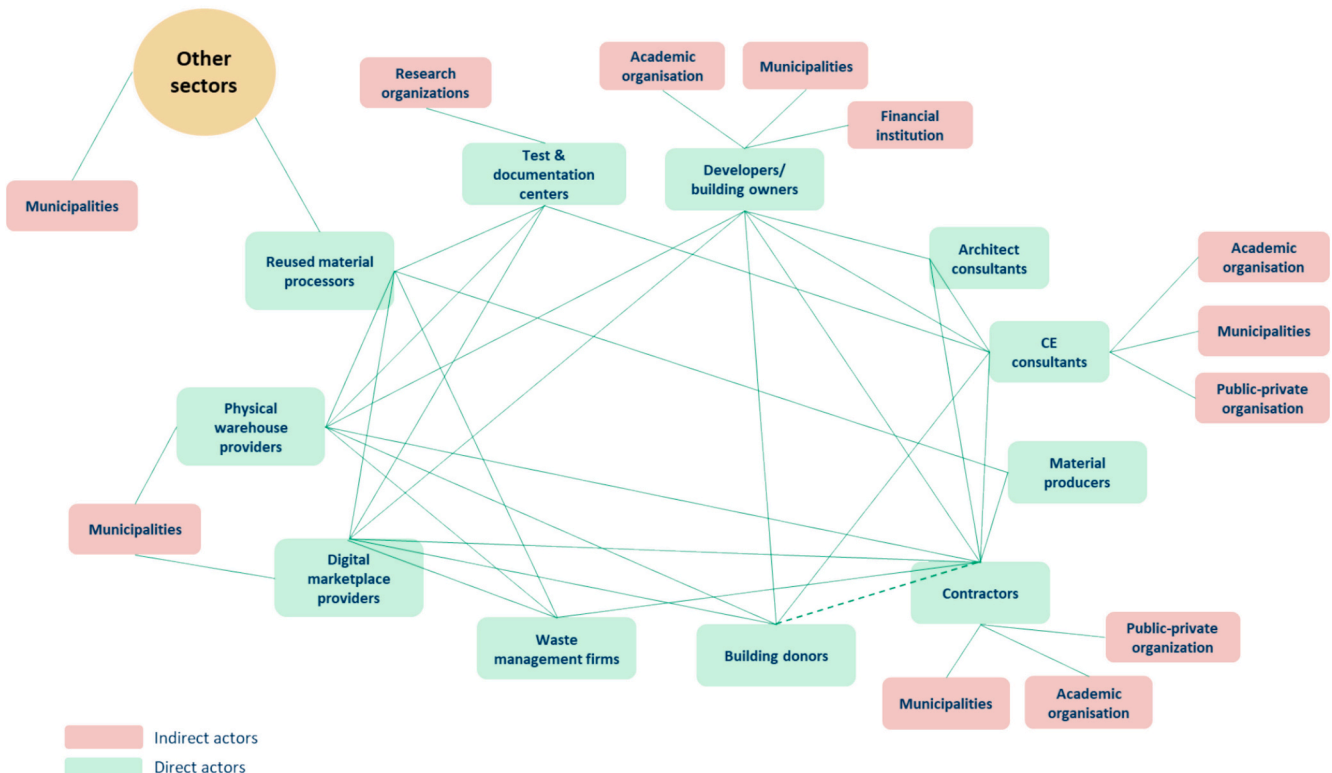 Other
sectors
Research
organizations
Academic
organisation
Municipalities
Financial
institution
Municipalities
Test &
documentation
centers
Developers/
building owners
Reused material
processors
Architect
consultants
Academic
organisation
CE
consultants
Municipalities
Public-private
organisation
Physical
warehouse
providers
Material
producers
Municipalities
Digital
marketplace
providers
Waste
management firms
Building donors
Contractors
Public-private
organization
Municipalities
Academic
organisation
Indirect actors
Direct actors